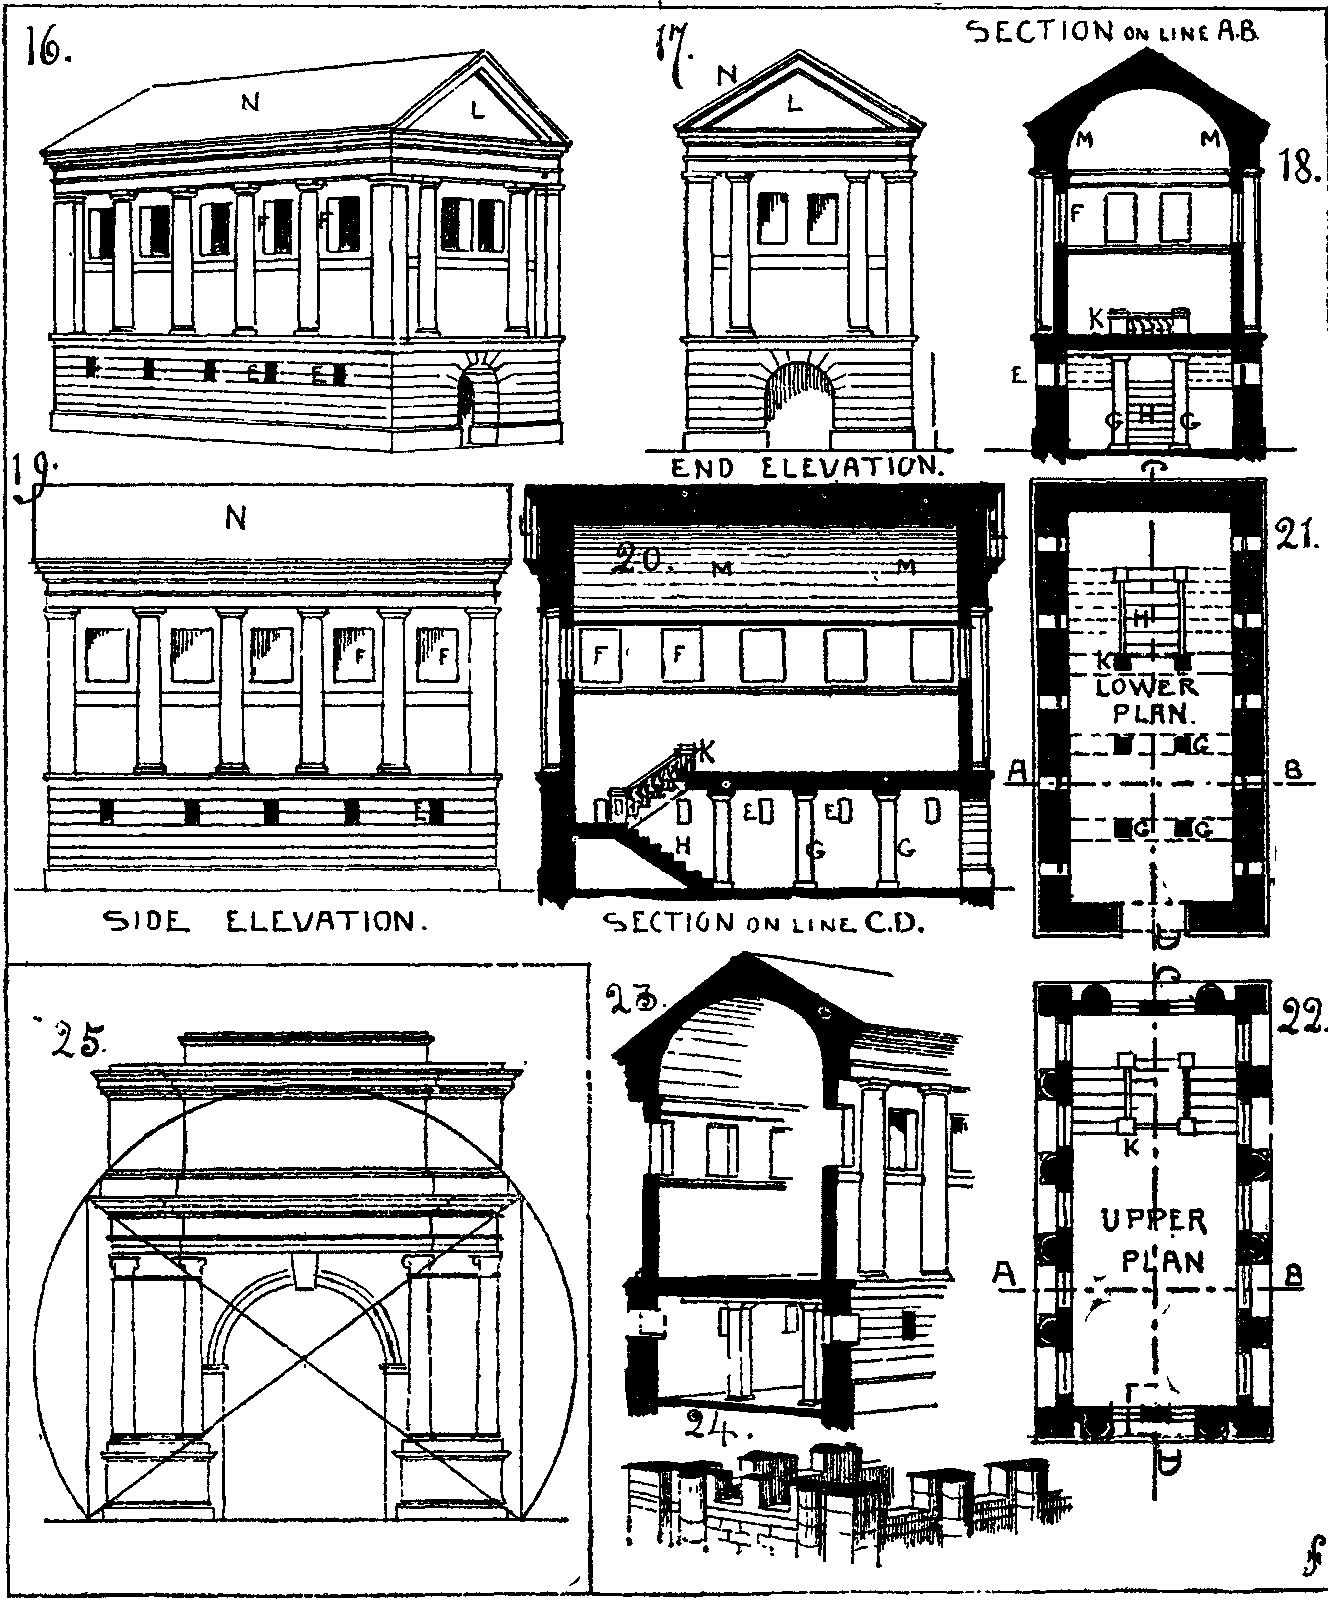 16.
N
L
F
F
E
E
17.
N
L
END ELEVATION.
SECTION ON LINE A.B.
M
M
18.
F
K
E
G
H
G
19.
N
F
F
E
SIDE ELEVATION.
20.
M
M
F
F
K
E
E
H
G
G
SECTION ON LINE C.D.
C
21.
H
K
LOWER
PLAN.
G
A
B
G
G
D
25.
23.
24.
C
22.
K
UPPER
PLAN
A
B
D